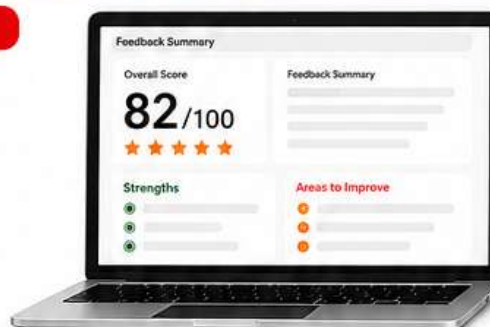 Feedback Summary
Overall Score
82/100
Feedback Summary
Strengths
Areas to Improve